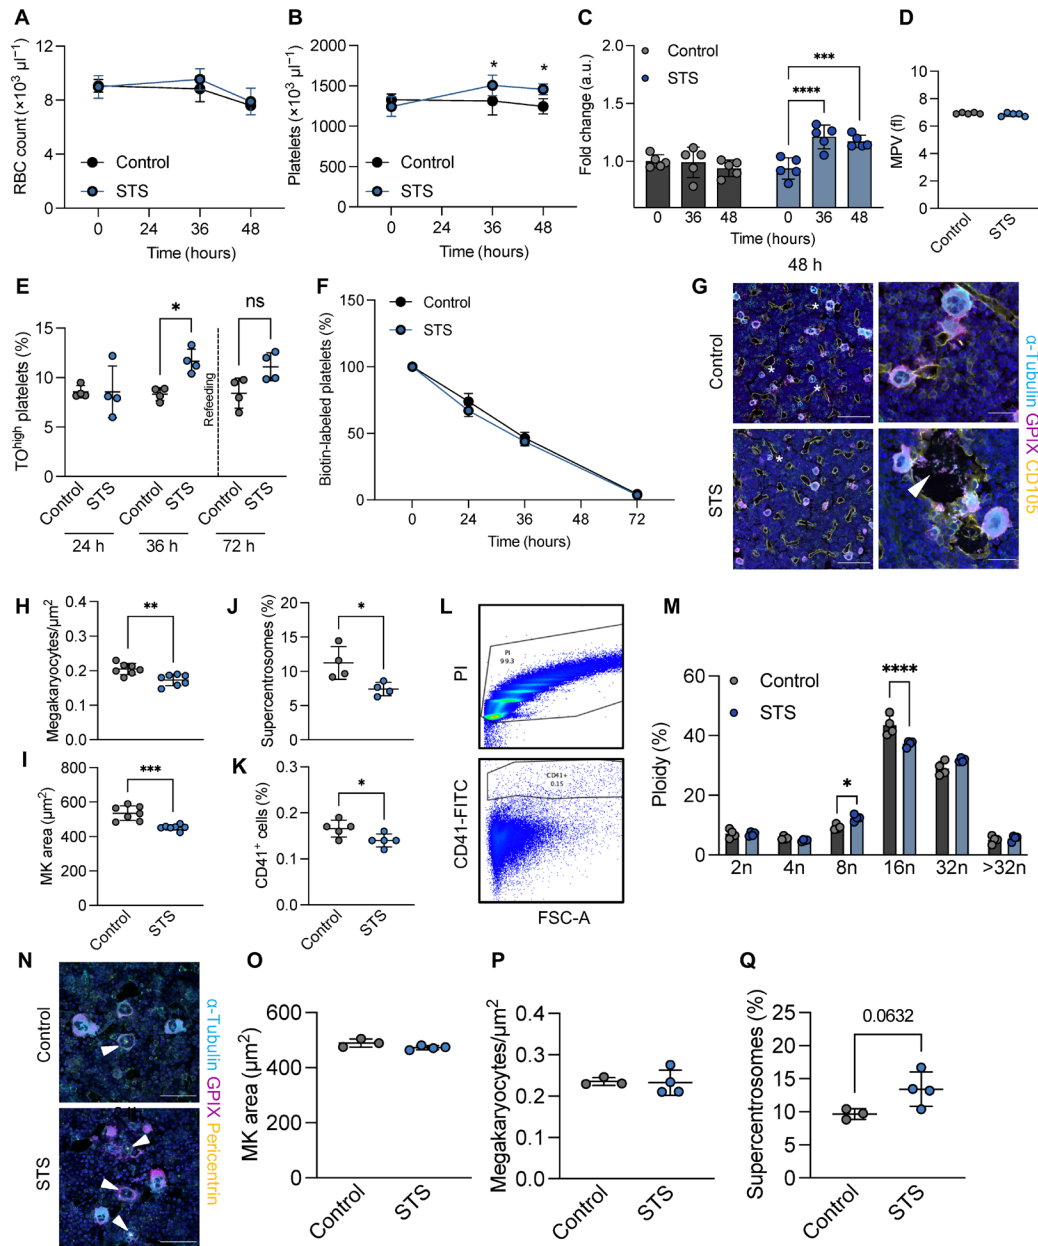 A
RBC count (×10³ µl⁻¹)
12
9
6
3
0
Control
STS
0 24 36 48
Time (hours)
B
Platelets (×10³ µl⁻¹)
2000
1500
1000
500
0
* *
Control
STS
0 24 36 48
Time (hours)
C
Fold change (a.u.)
2.0
1.5
1.0
Control
STS
***
****
0 36 48 0 36 48
Time (hours)
D
MPV (fl)
10
8
6
4
2
0
Control STS
E
TOhigh platelets (%)
15
10
5
0
* ns
Refeeding
Control STS Control STS Control STS
24 h 36 h 72 h
F
Biotin-labeled platelets (%)
150
100
50
0
Control
STS
0 24 36 48 72
Time (hours)
48 h
G
Control
STS
* * * *
*
α-Tubulin GPIX CD105
H
Megakaryocytes/µm²
0.4
0.3
0.2
0.1
0.0
**
I
MK area (µm²)
800
600
400
200
0
***
Control STS
J
Supercentrosomes (%)
20
15
10
5
0
*
K
CD41⁺ cells (%)
0.3
0.2
0.1
0.0
*
Control STS
L
PI
PI
99.3
CD41-FITC
CD41+
0.15
FSC-A
M
Ploidy (%)
60
40
20
0
Control
STS
* ****
2n 4n 8n 16n 32n >32n
N
Control
STS
α-Tubulin GPIX Pericentrin
O
MK area (µm²)
600
400
200
0
Control STS
P
Megakaryocytes/µm²
0.4
0.3
0.2
0.1
0.0
Control STS
Q
Supercentrosomes (%)
25
20
15
10
5
0
0.0632
Control STS